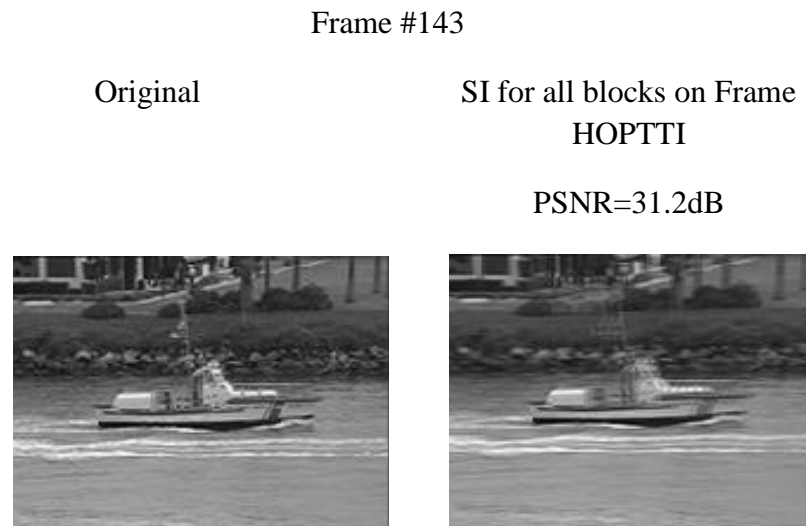 Frame #143
Original
SI for all blocks on Frame
HOPTTI
PSNR=31.2dB